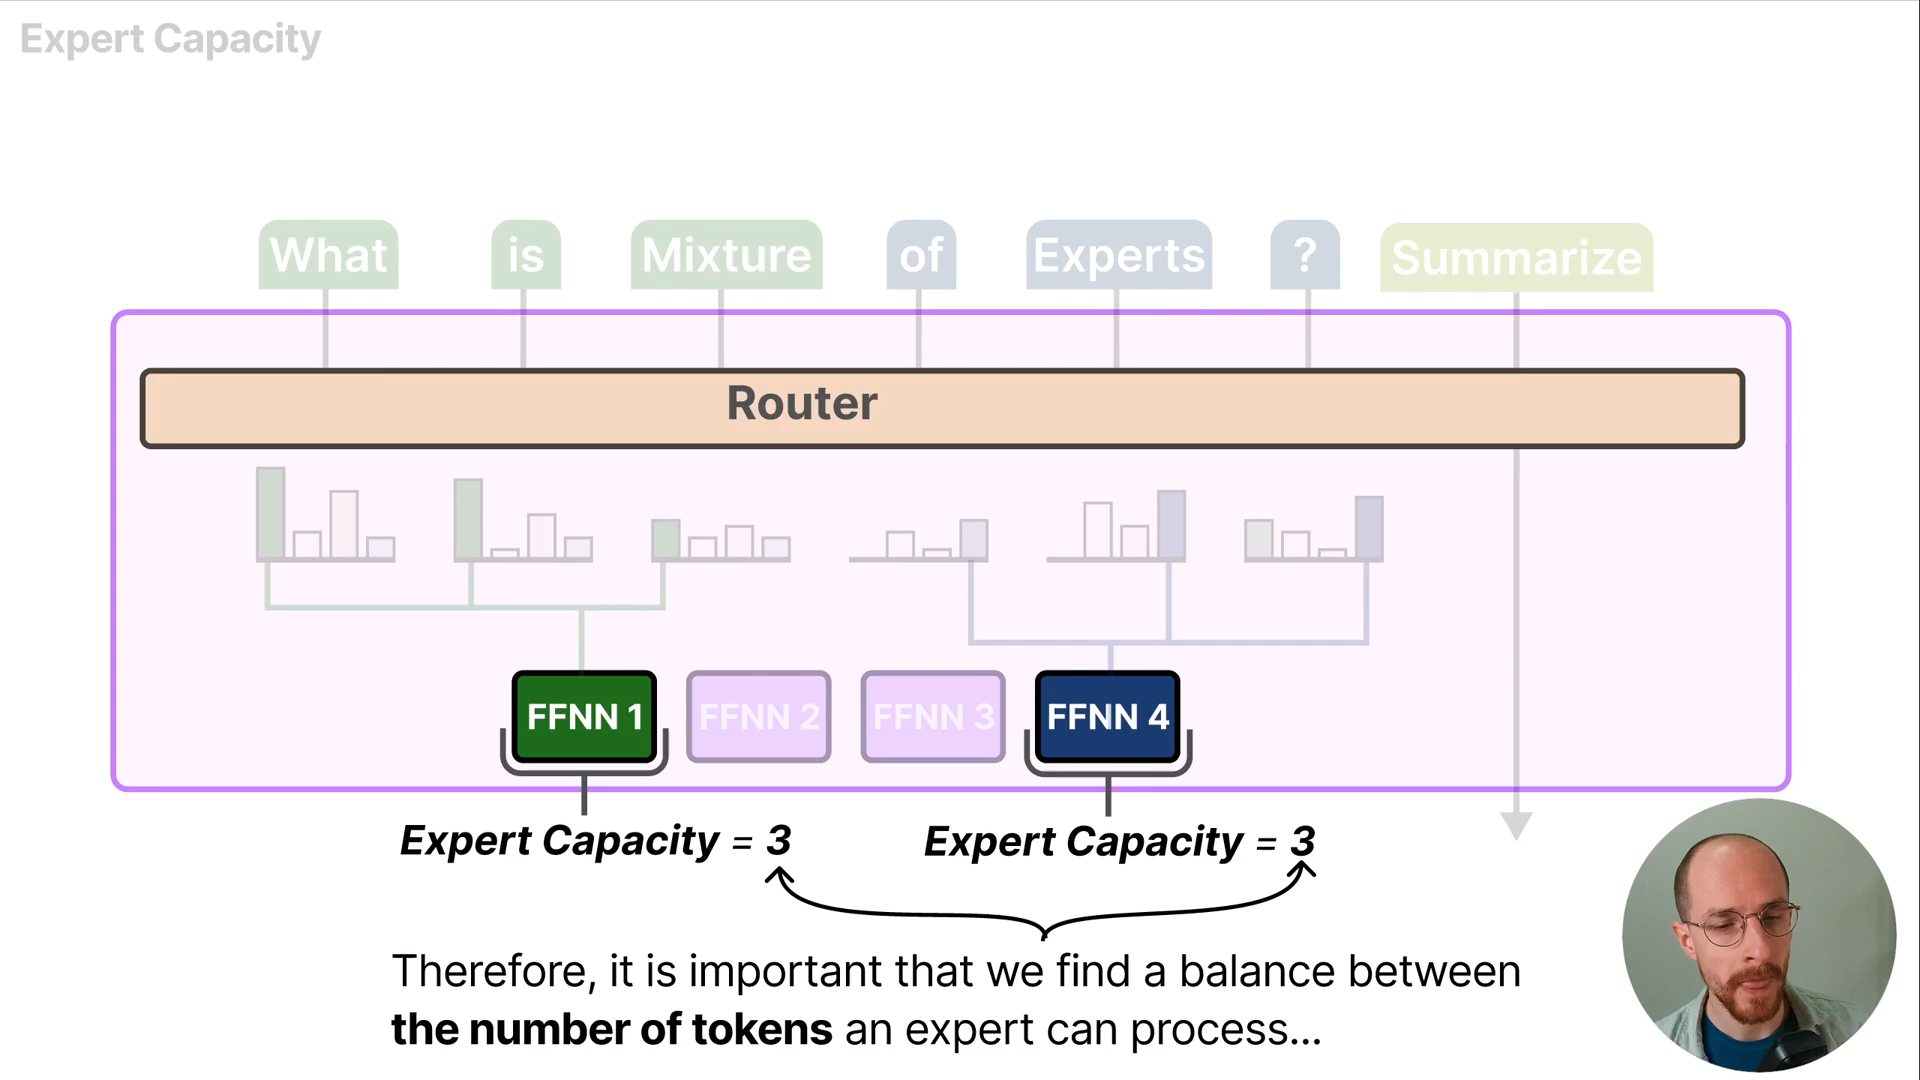 Expert Capacity
What is Mixture of Experts ? Summarize
Router
FFNN 1 FFNN 2 FFNN 3 FFNN 4
Expert Capacity = 3 Expert Capacity = 3
Therefore, it is important that we find a balance between
the number of tokens an expert can process...